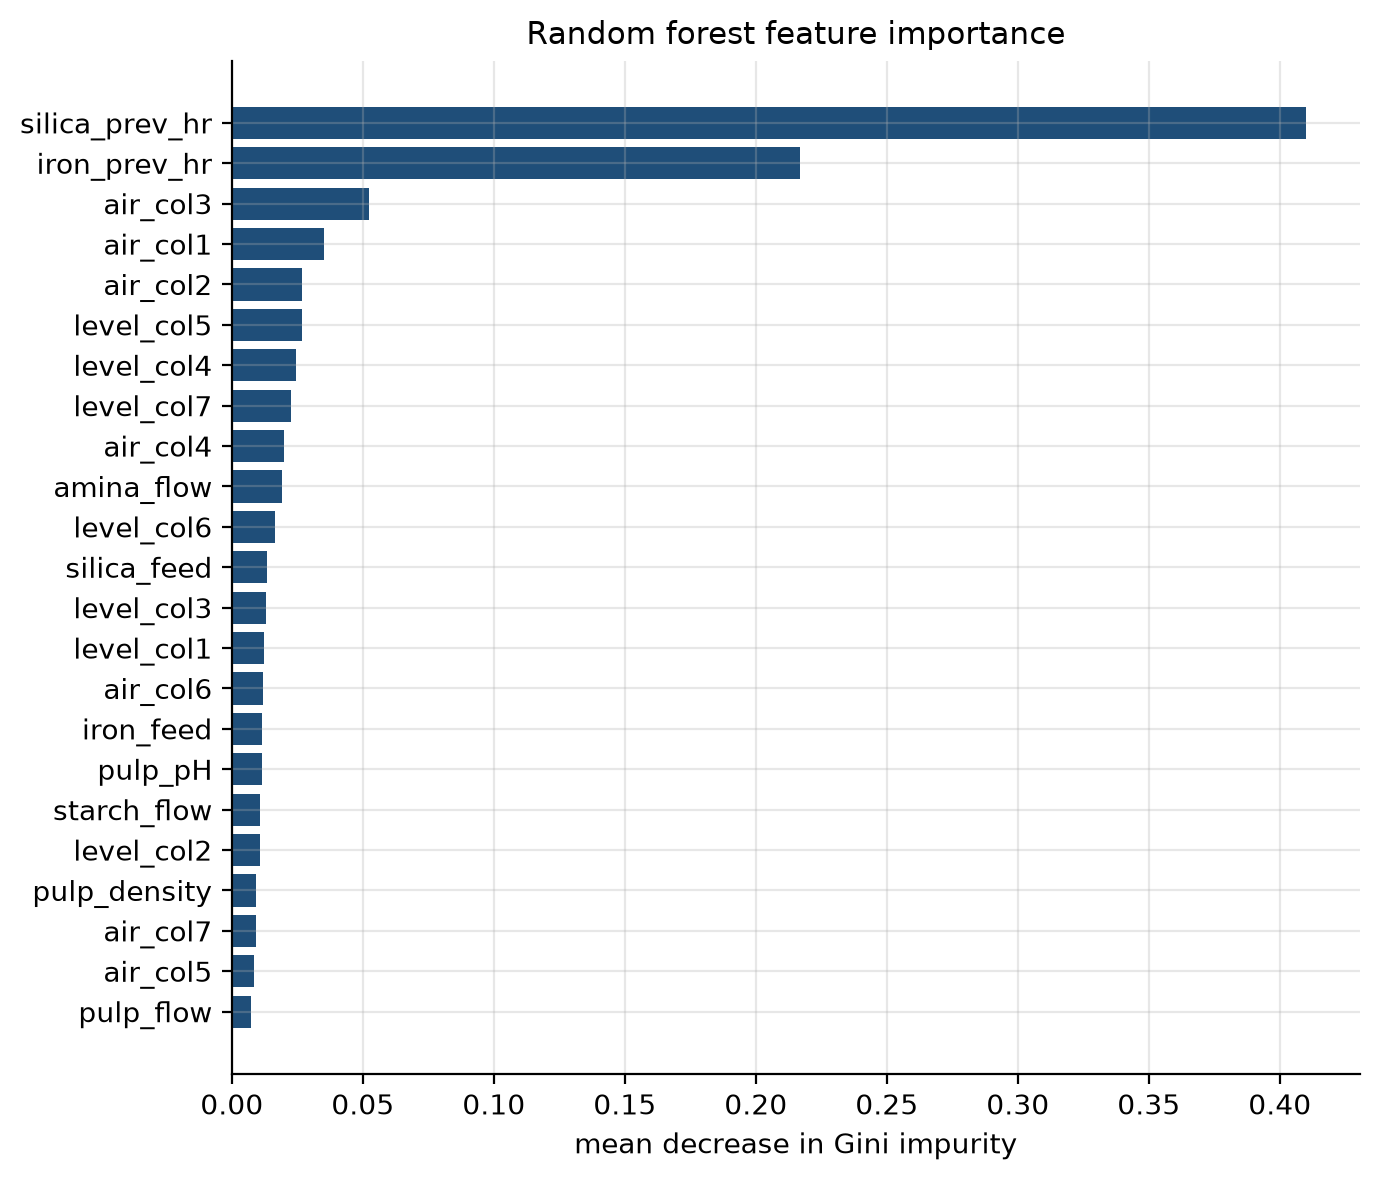 Random forest feature importance
silica_prev_hr
iron_prev_hr
air_col3
air_col1
air_col2
level_col5
level_col4
level_col7
air_col4
amina_flow
level_col6
silica_feed
level_col3
level_col1
air_col6
iron_feed
pulp_pH
starch_flow
level_col2
pulp_density
air_col7
air_col5
pulp_flow
0.00 0.05 0.10 0.15 0.20 0.25 0.30 0.35 0.40
mean decrease in Gini impurity